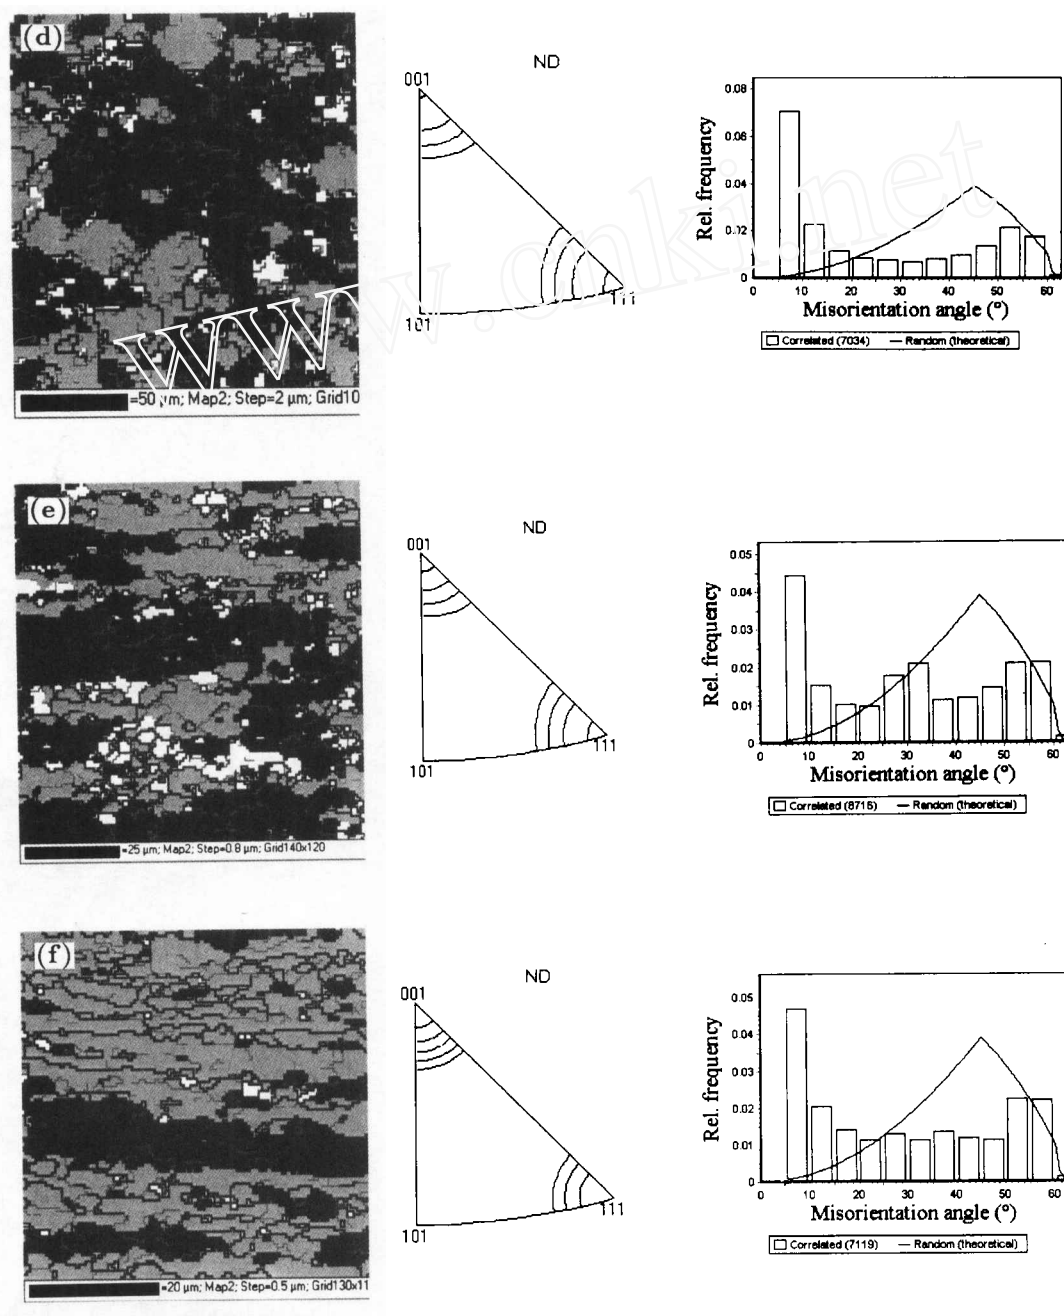 (d)
=50 µm; Map2; Step=2 µm; Grid10
ND
001
101
111
Rel. frequency
0.08
0.06
0.04
0.12
0
0 10 20 30 40 50 60
Misorientation angle (°)
Correlated (7034) Random (theoretical)
www.cnki.net
(e)
=25 µm; Map2; Step=0.8 µm; Grid140x120
ND
001
101
111
Rel. frequency
0.05
0.04
0.03
0.02
0.01
0
0 10 20 30 40 50 60
Misorientation angle (°)
Correlated (8716) Random (theoretical)
(f)
=20 µm; Map2; Step=0.5 µm; Grid130x11
ND
001
101
111
Rel. frequency
0.05
0.04
0.03
0.02
0.01
0
0 10 20 30 40 50 60
Misorientation angle (°)
Correlated (7119) Random (theoretical)